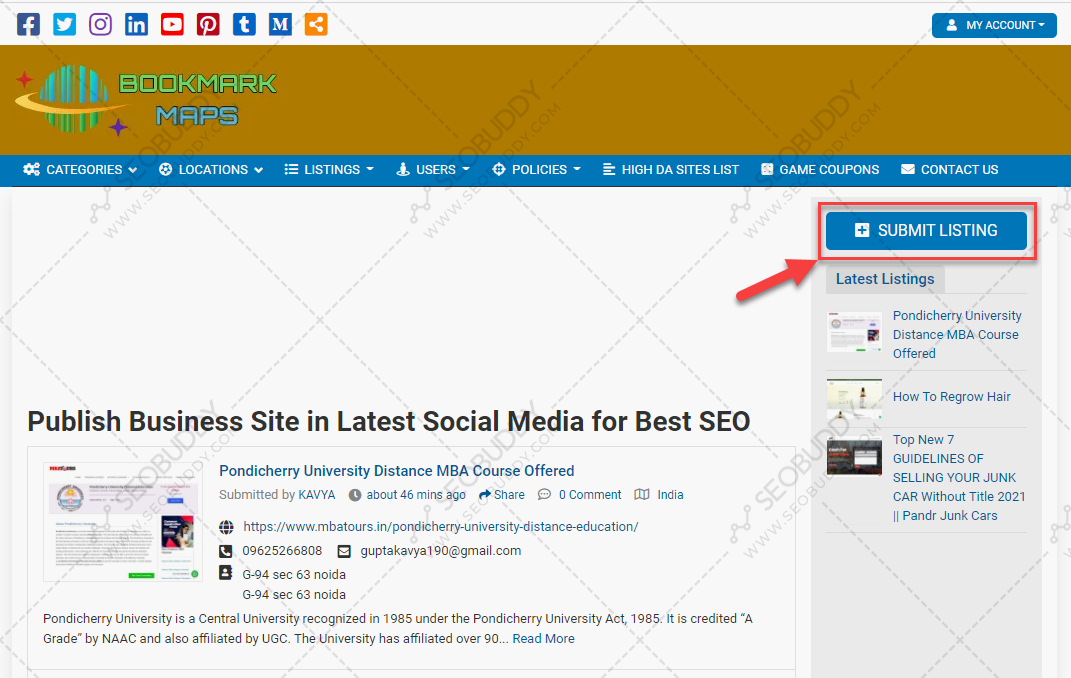 MY ACCOUNT
BOOKMARK
MAPS
CATEGORIES LOCATIONS LISTINGS USERS POLICIES HIGH DA SITES LIST GAME COUPONS CONTACT US
SUBMIT LISTING
Latest Listings
Pondicherry University
Distance MBA Course
Offered
How To Regrow Hair
Top New 7
GUIDELINES OF
SELLING YOUR JUNK
CAR Without Title 2021
|| Pandr Junk Cars
Publish Business Site in Latest Social Media for Best SEO
Pondicherry University Distance MBA Course Offered
Submitted by KAVYA about 46 mins ago Share 0 Comment India
https://www.mbatours.in/pondicherry-university-distance-education/
09625266808 guptakavya190@gmail.com
G-94 sec 63 noida
G-94 sec 63 noida
Pondicherry University is a Central University recognized in 1985 under the Pondicherry University Act, 1985. It is credited “A
Grade” by NAAC and also affiliated by UGC. The University has affiliated over 90... Read More
SEOBUDDY
WWW.SEOBUDDY.COM